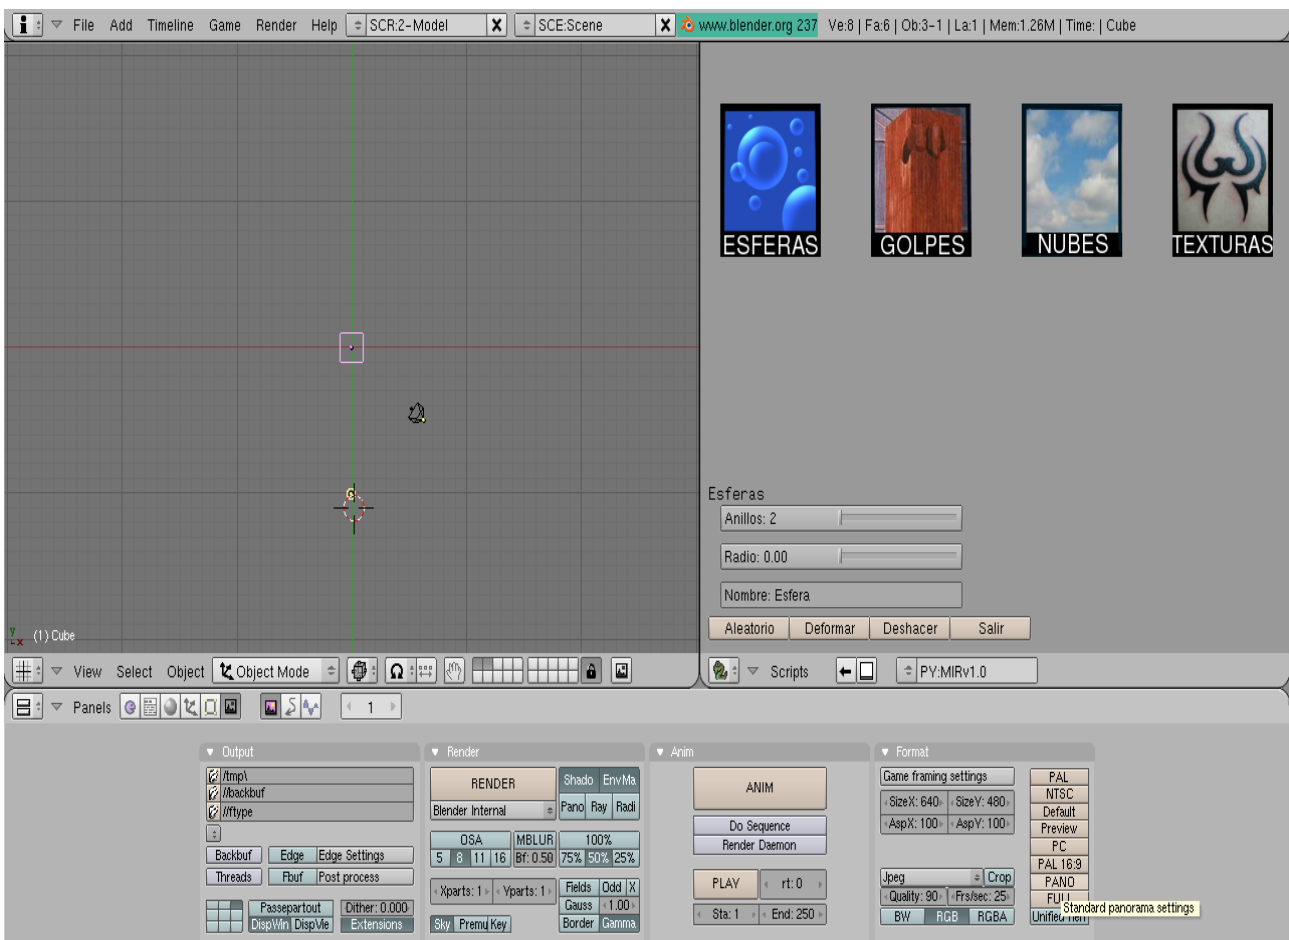 File Add Timeline Game Render Help SCR:2-Model X SCE:Scene X www.blender.org 237 Ve:8 | Fa:6 | Ob:3-1 | La:1 | Mem:1.26M | Time: | Cube
ESFERAS GOLPES NUBES TEXTURAS
Esferas
Anillos: 2
Radio: 0.00
Nombre: Esfera
Aleatorio Deformar Deshacer Salir
y
x
(1) Cube
View Select Object Object Mode
Scripts PY:MIRv1.0
Panels 1
Output
/tmp\
//backbuf
//ftype
Backbuf Edge Edge Settings
Threads Fbuf Post process
Passepartout Dither: 0.000
DispWin DispVie Extensions
Render
RENDER Shado EnvMa
Blender Internal Pano Ray Radi
OSA MBLUR 100%
5 8 11 16 Bf: 0.50 75% 50% 25%
Xparts: 1 Yparts: 1 Fields Odd X
Gauss 1.00
Sky Premu Key Border Gamma
Anim
ANIM
Do Sequence
Render Daemon
PLAY rt: 0
Sta: 1 End: 250
Format
Game framing settings
SizeX: 640 SizeY: 480
AspX: 100 AspY: 100
Jpeg Crop
Quality: 90 Frs/sec: 25
BW RGB RGBA
PAL
NTSC
Default
Preview
PC
PAL 16:9
PANO
FULL
Standard panorama settings